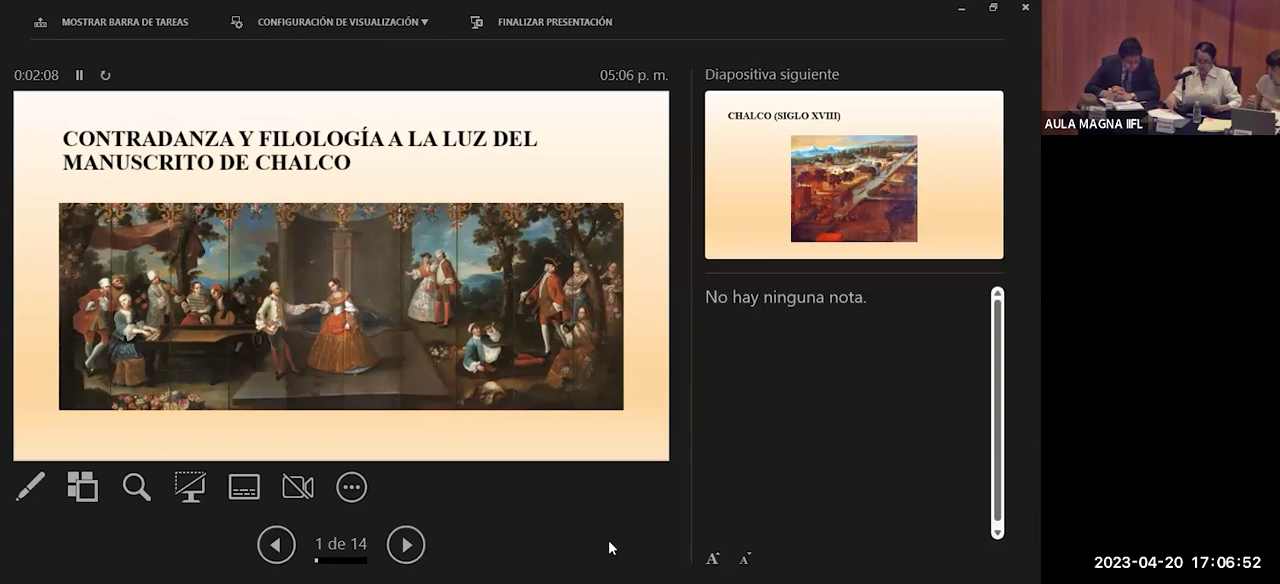 MOSTRAR BARRA DE TAREAS
CONFIGURACIÓN DE VISUALIZACIÓN ▼
FINALIZAR PRESENTACIÓN
0:02:08
05:06 p. m.
Diapositiva siguiente
CONTRADANZA Y FILOLOGÍA A LA LUZ DEL
MANUSCRITO DE CHALCO
CHALCO (SIGLO XVIII)
AULA MAGNA IIFL
No hay ninguna nota.
1 de 14
A A
2023-04-20 17:06:52